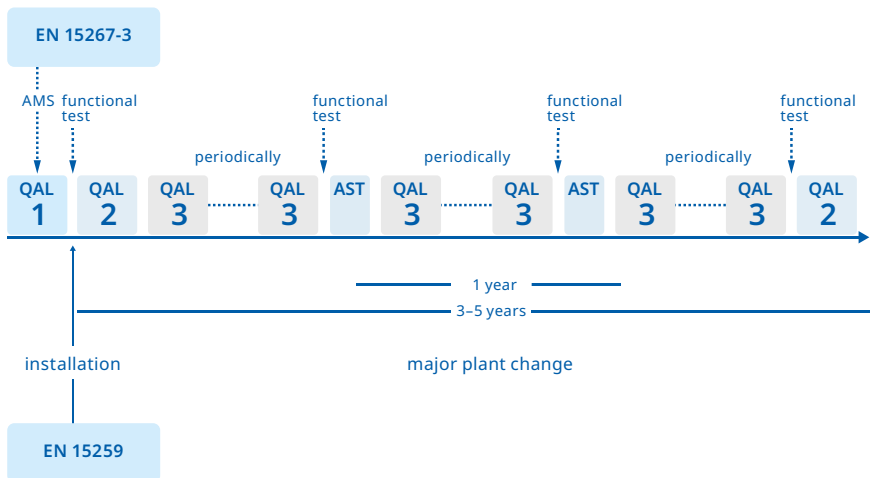 EN 15267-3
AMS
functional
test
functional
test
functional
test
functional
test
periodically
periodically
periodically
QAL
1
QAL
2
QAL
3
QAL
3
AST
QAL
3
QAL
3
AST
QAL
3
QAL
3
QAL
2
1 year
3–5 years
installation
major plant change
EN 15259